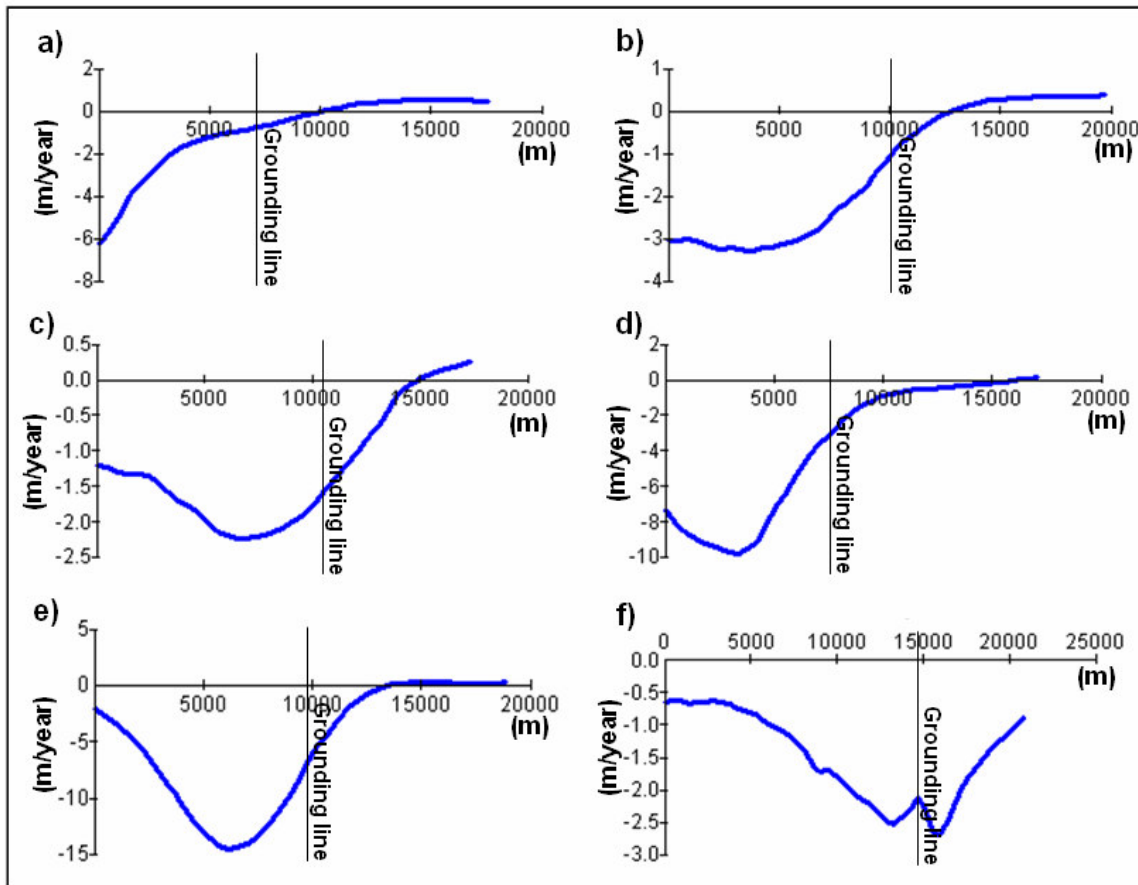 a)
2
0
-2
-4
-6
-8
5000 10000 15000 20000
(m)
(m/year)
Grounding line
b)
1
0
-1
-2
-3
-4
5000 10000 15000 20000
(m)
(m/year)
Grounding line
c)
0.5
0.0
-0.5
-1.0
-1.5
-2.0
-2.5
5000 10000 15000 20000
(m)
(m/year)
Grounding line
d)
2
0
-2
-4
-6
-8
-10
5000 10000 15000 20000
(m)
(m/year)
Grounding line
e)
5
0
-5
-10
-15
5000 10000 15000 20000
(m)
(m/year)
Grounding line
f)
0 5000 10000 15000 20000 25000
(m)
0.0
-0.5
-1.0
-1.5
-2.0
-2.5
-3.0
(m/year)
Grounding line